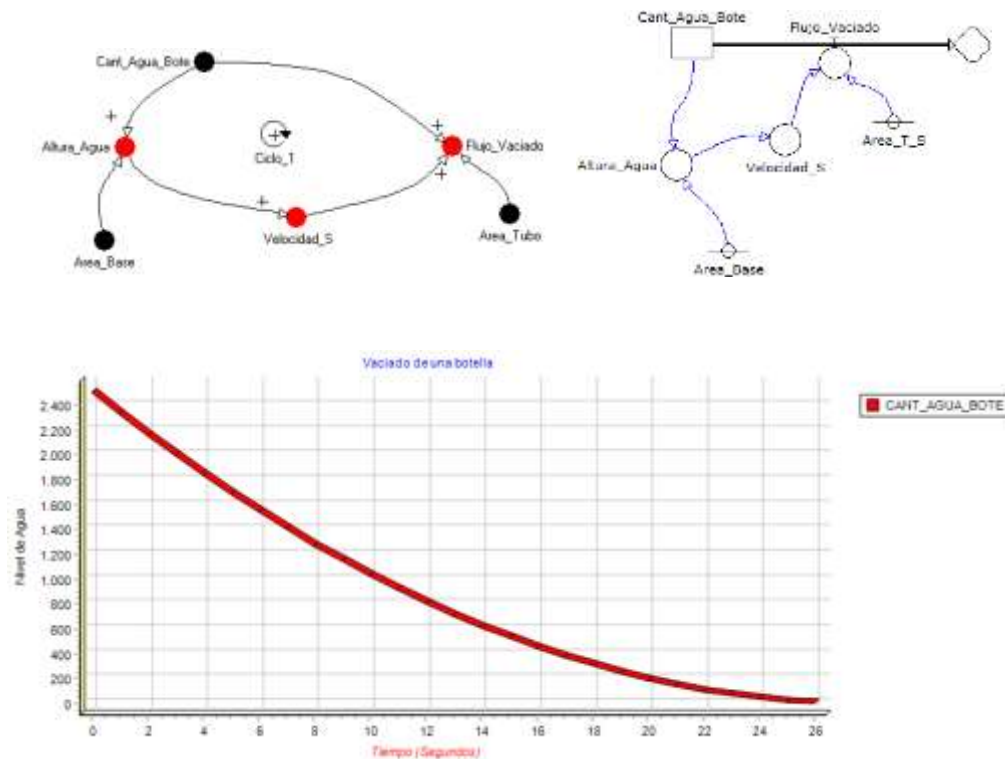 Cant_Agua_Bote
+
+
Altura_Agua
+
Ciclo_1
Flujo_Vaciado
+
+
Velocidad_S
Area_Base
Area_Tubo
Cant_Agua_Bote
Flujo_Vaciado
Area_T_S
Altura_Agua
Velocidad_S
Area_Base
Vaciado de una botella
CANT_AGUA_BOTE
Nivel de Agua
2.400
2.200
2.000
1.800
1.600
1.400
1.200
1.000
800
600
400
200
0
0 2 4 6 8 10 12 14 16 18 20 22 24 26
Tiempo (Segundos)